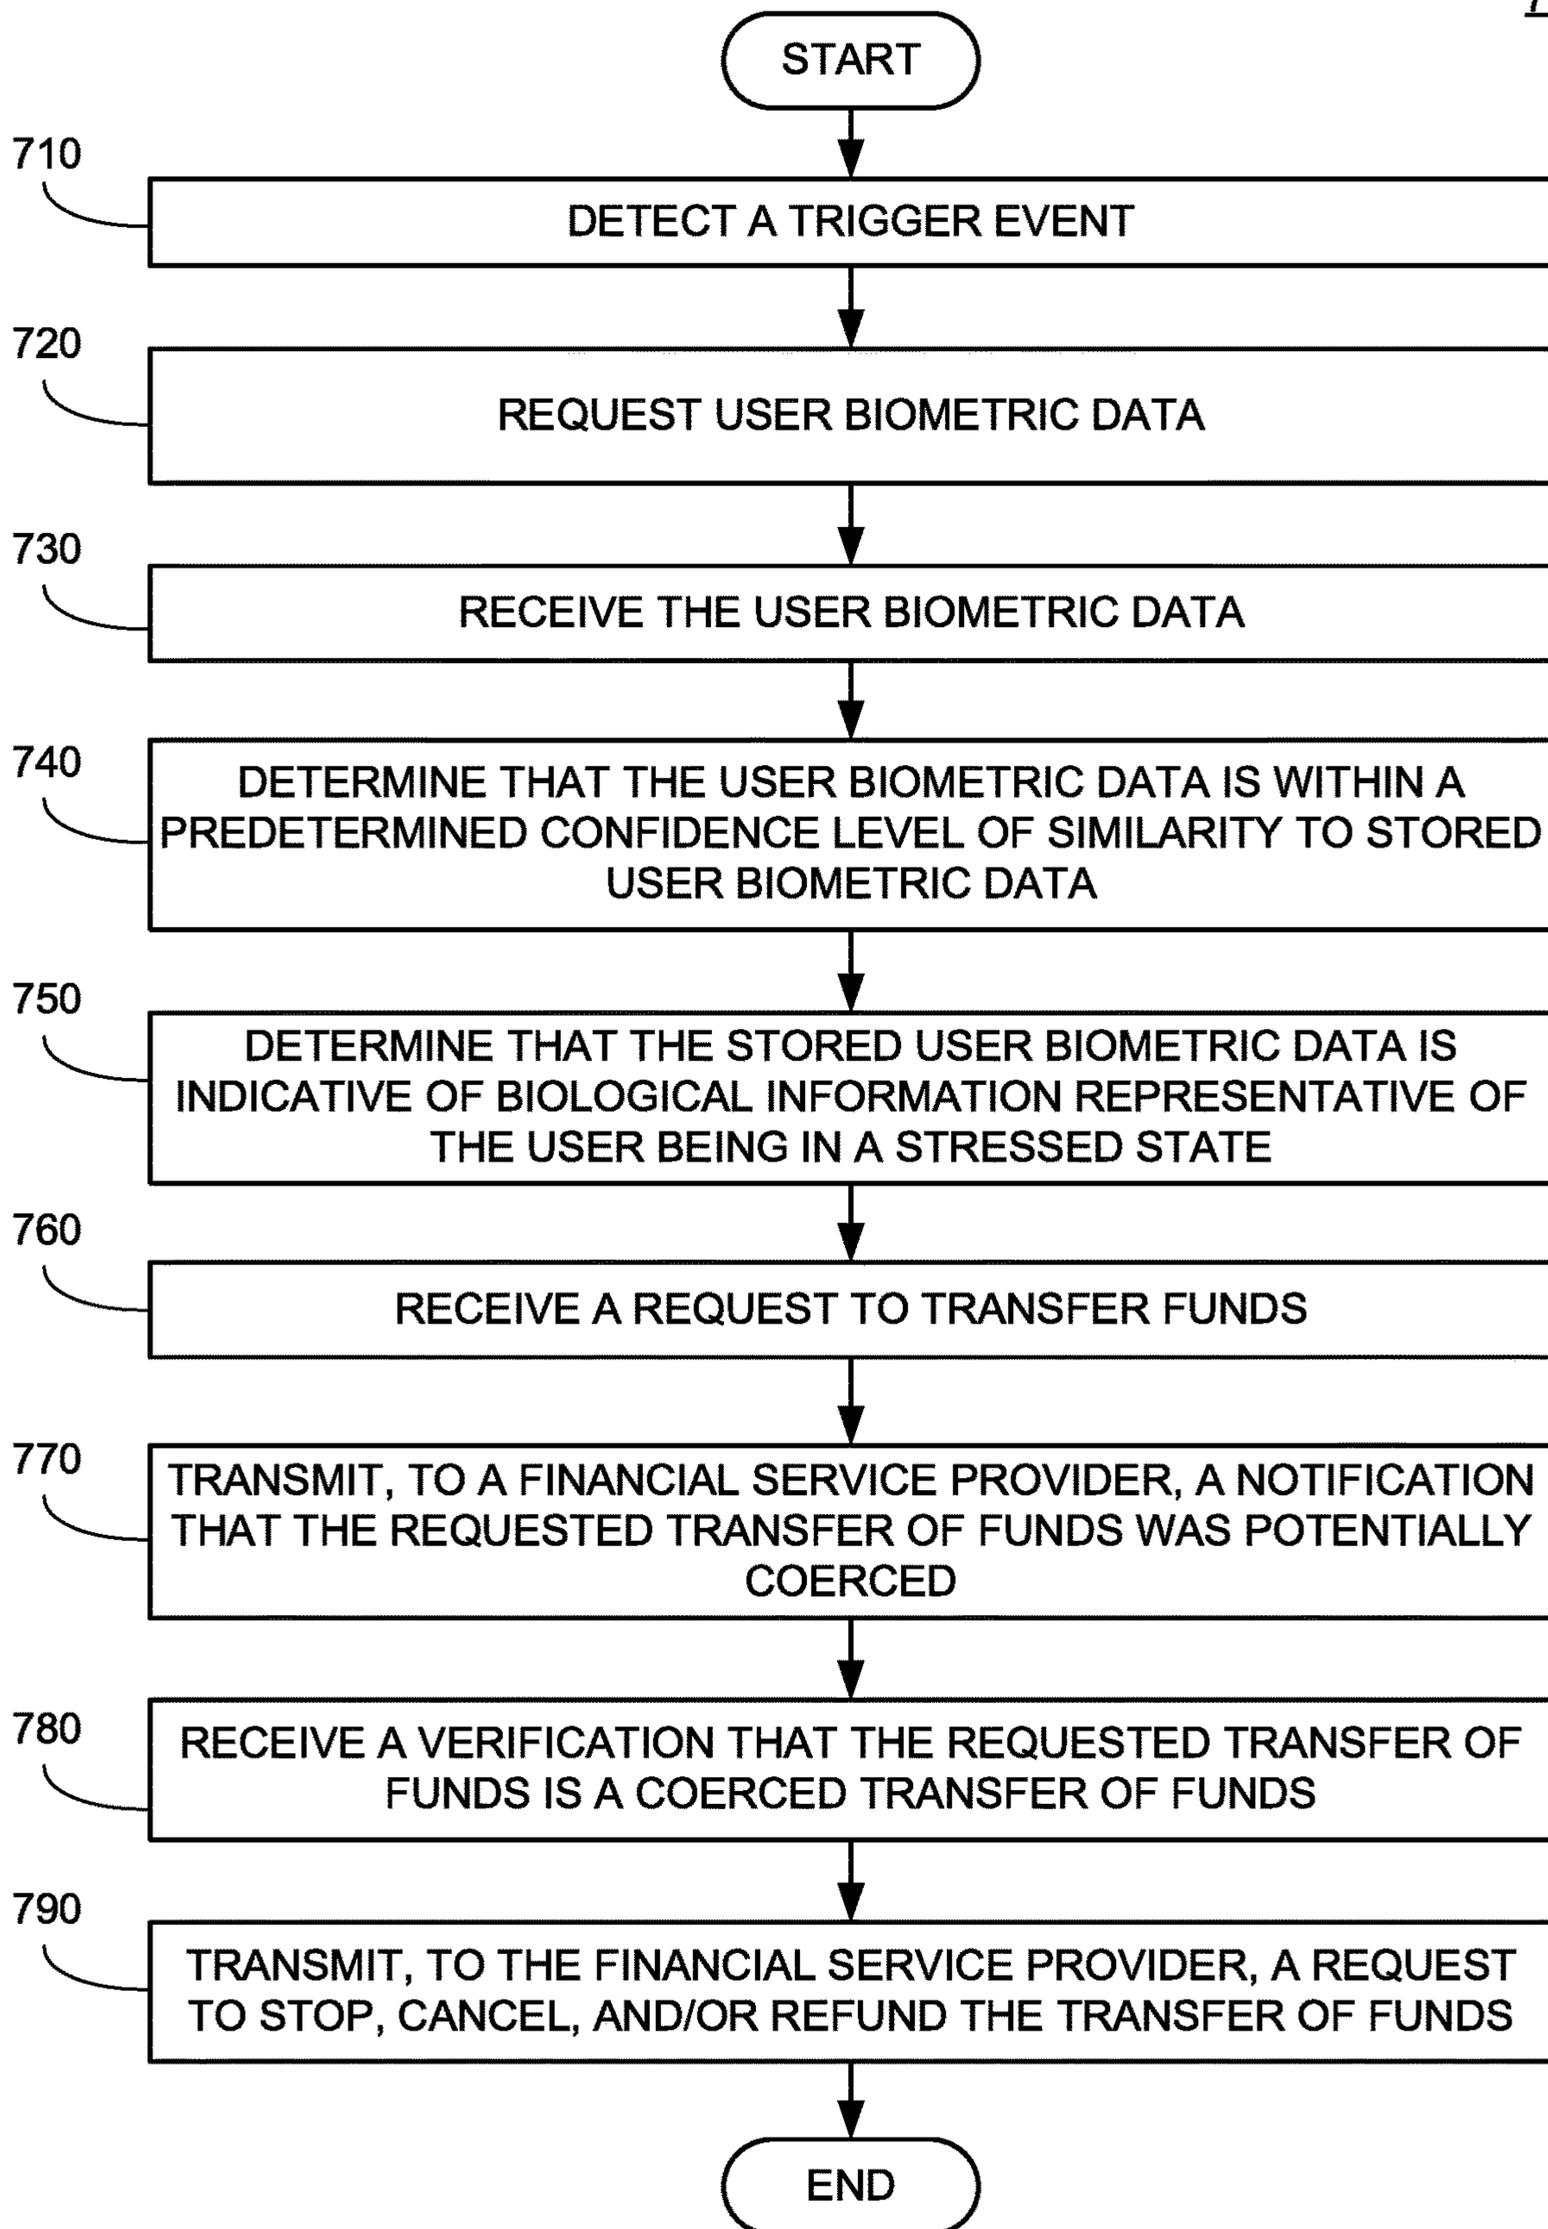 START
710
DETECT A TRIGGER EVENT
720
REQUEST USER BIOMETRIC DATA
730
RECEIVE THE USER BIOMETRIC DATA
740
DETERMINE THAT THE USER BIOMETRIC DATA IS WITHIN A
PREDETERMINED CONFIDENCE LEVEL OF SIMILARITY TO STORED
USER BIOMETRIC DATA
750
DETERMINE THAT THE STORED USER BIOMETRIC DATA IS
INDICATIVE OF BIOLOGICAL INFORMATION REPRESENTATIVE OF
THE USER BEING IN A STRESSED STATE
760
RECEIVE A REQUEST TO TRANSFER FUNDS
770
TRANSMIT, TO A FINANCIAL SERVICE PROVIDER, A NOTIFICATION
THAT THE REQUESTED TRANSFER OF FUNDS WAS POTENTIALLY
COERCED
780
RECEIVE A VERIFICATION THAT THE REQUESTED TRANSFER OF
FUNDS IS A COERCED TRANSFER OF FUNDS
790
TRANSMIT, TO THE FINANCIAL SERVICE PROVIDER, A REQUEST
TO STOP, CANCEL, AND/OR REFUND THE TRANSFER OF FUNDS
END